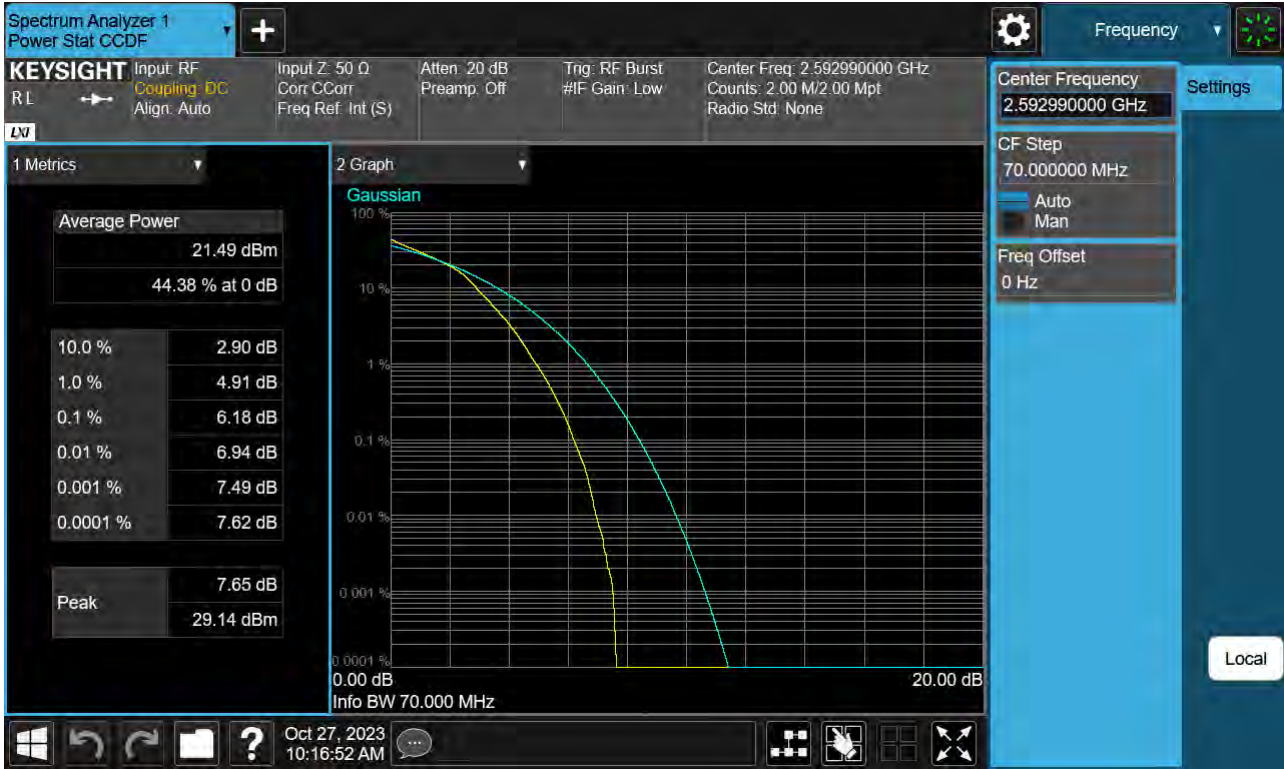 Spectrum Analyzer 1
Power Stat CCDF
+
Frequency
KEYSIGHT
RL
LXI
Input: RF
Coupling: DC
Align: Auto
Input Z: 50 Ω
Corr CCorr
Freq Ref: Int (S)
Atten: 20 dB
Preamp: Off
Trig: RF Burst
#IF Gain: Low
Center Freq: 2.592990000 GHz
Counts: 2.00 M/2.00 Mpt
Radio Std: None
1 Metrics
Average Power
21.49 dBm
44.38 % at 0 dB
10.0 % 2.90 dB
1.0 % 4.91 dB
0.1 % 6.18 dB
0.01 % 6.94 dB
0.001 % 7.49 dB
0.0001 % 7.62 dB
Peak
7.65 dB
29.14 dBm
2 Graph
Gaussian
100 %
10 %
1 %
0.1 %
0.01 %
0.001 %
0.0001 %
0.00 dB 20.00 dB
Info BW 70.000 MHz
Center Frequency
2.592990000 GHz
CF Step
70.000000 MHz
Auto
Man
Freq Offset
0 Hz
Settings
Local
?
Oct 27, 2023
10:16:52 AM